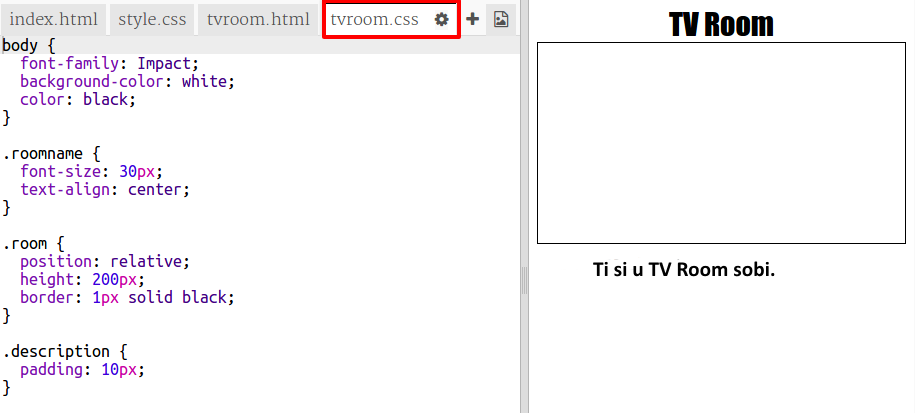 index.html style.css tvroom.html tvroom.css
body {
  font-family: Impact;
  background-color: white;
  color: black;
}
.roomname {
  font-size: 30px;
  text-align: center;
}
.room {
  position: relative;
  height: 200px;
  border: 1px solid black;
}
.description {
  padding: 10px;
}
TV Room
Ti si u TV Room sobi.